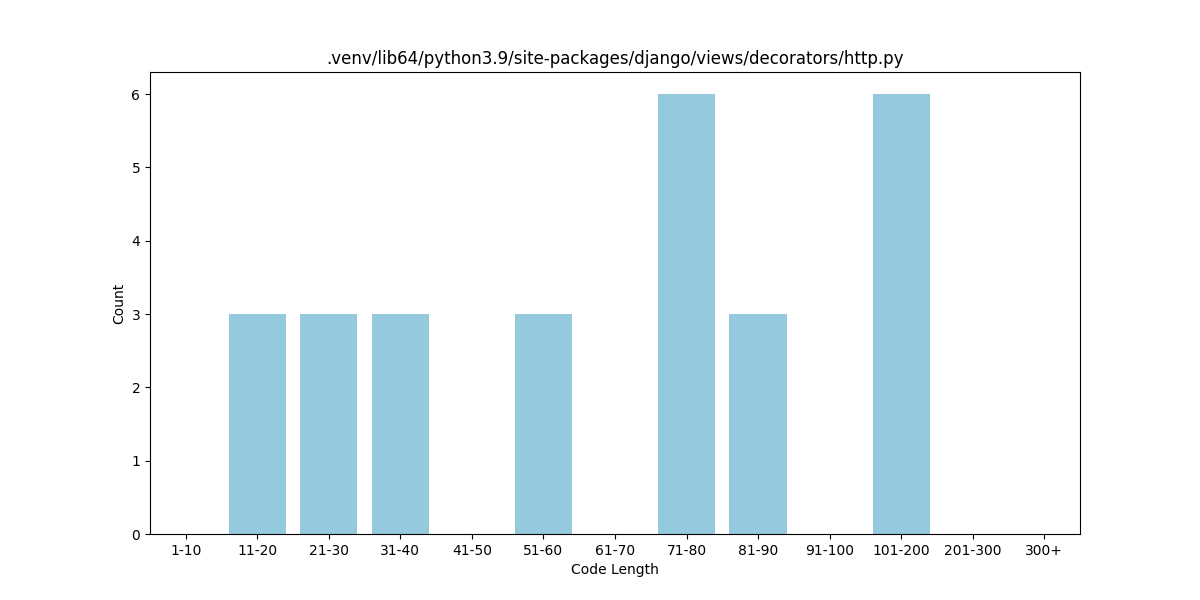 .venv/lib64/python3.9/site-packages/django/views/decorators/http.py
6
5
4
3
2
1
0
Count
1-10 11-20 21-30 31-40 41-50 51-60 61-70 71-80 81-90 91-100 101-200 201-300 300+
Code Length